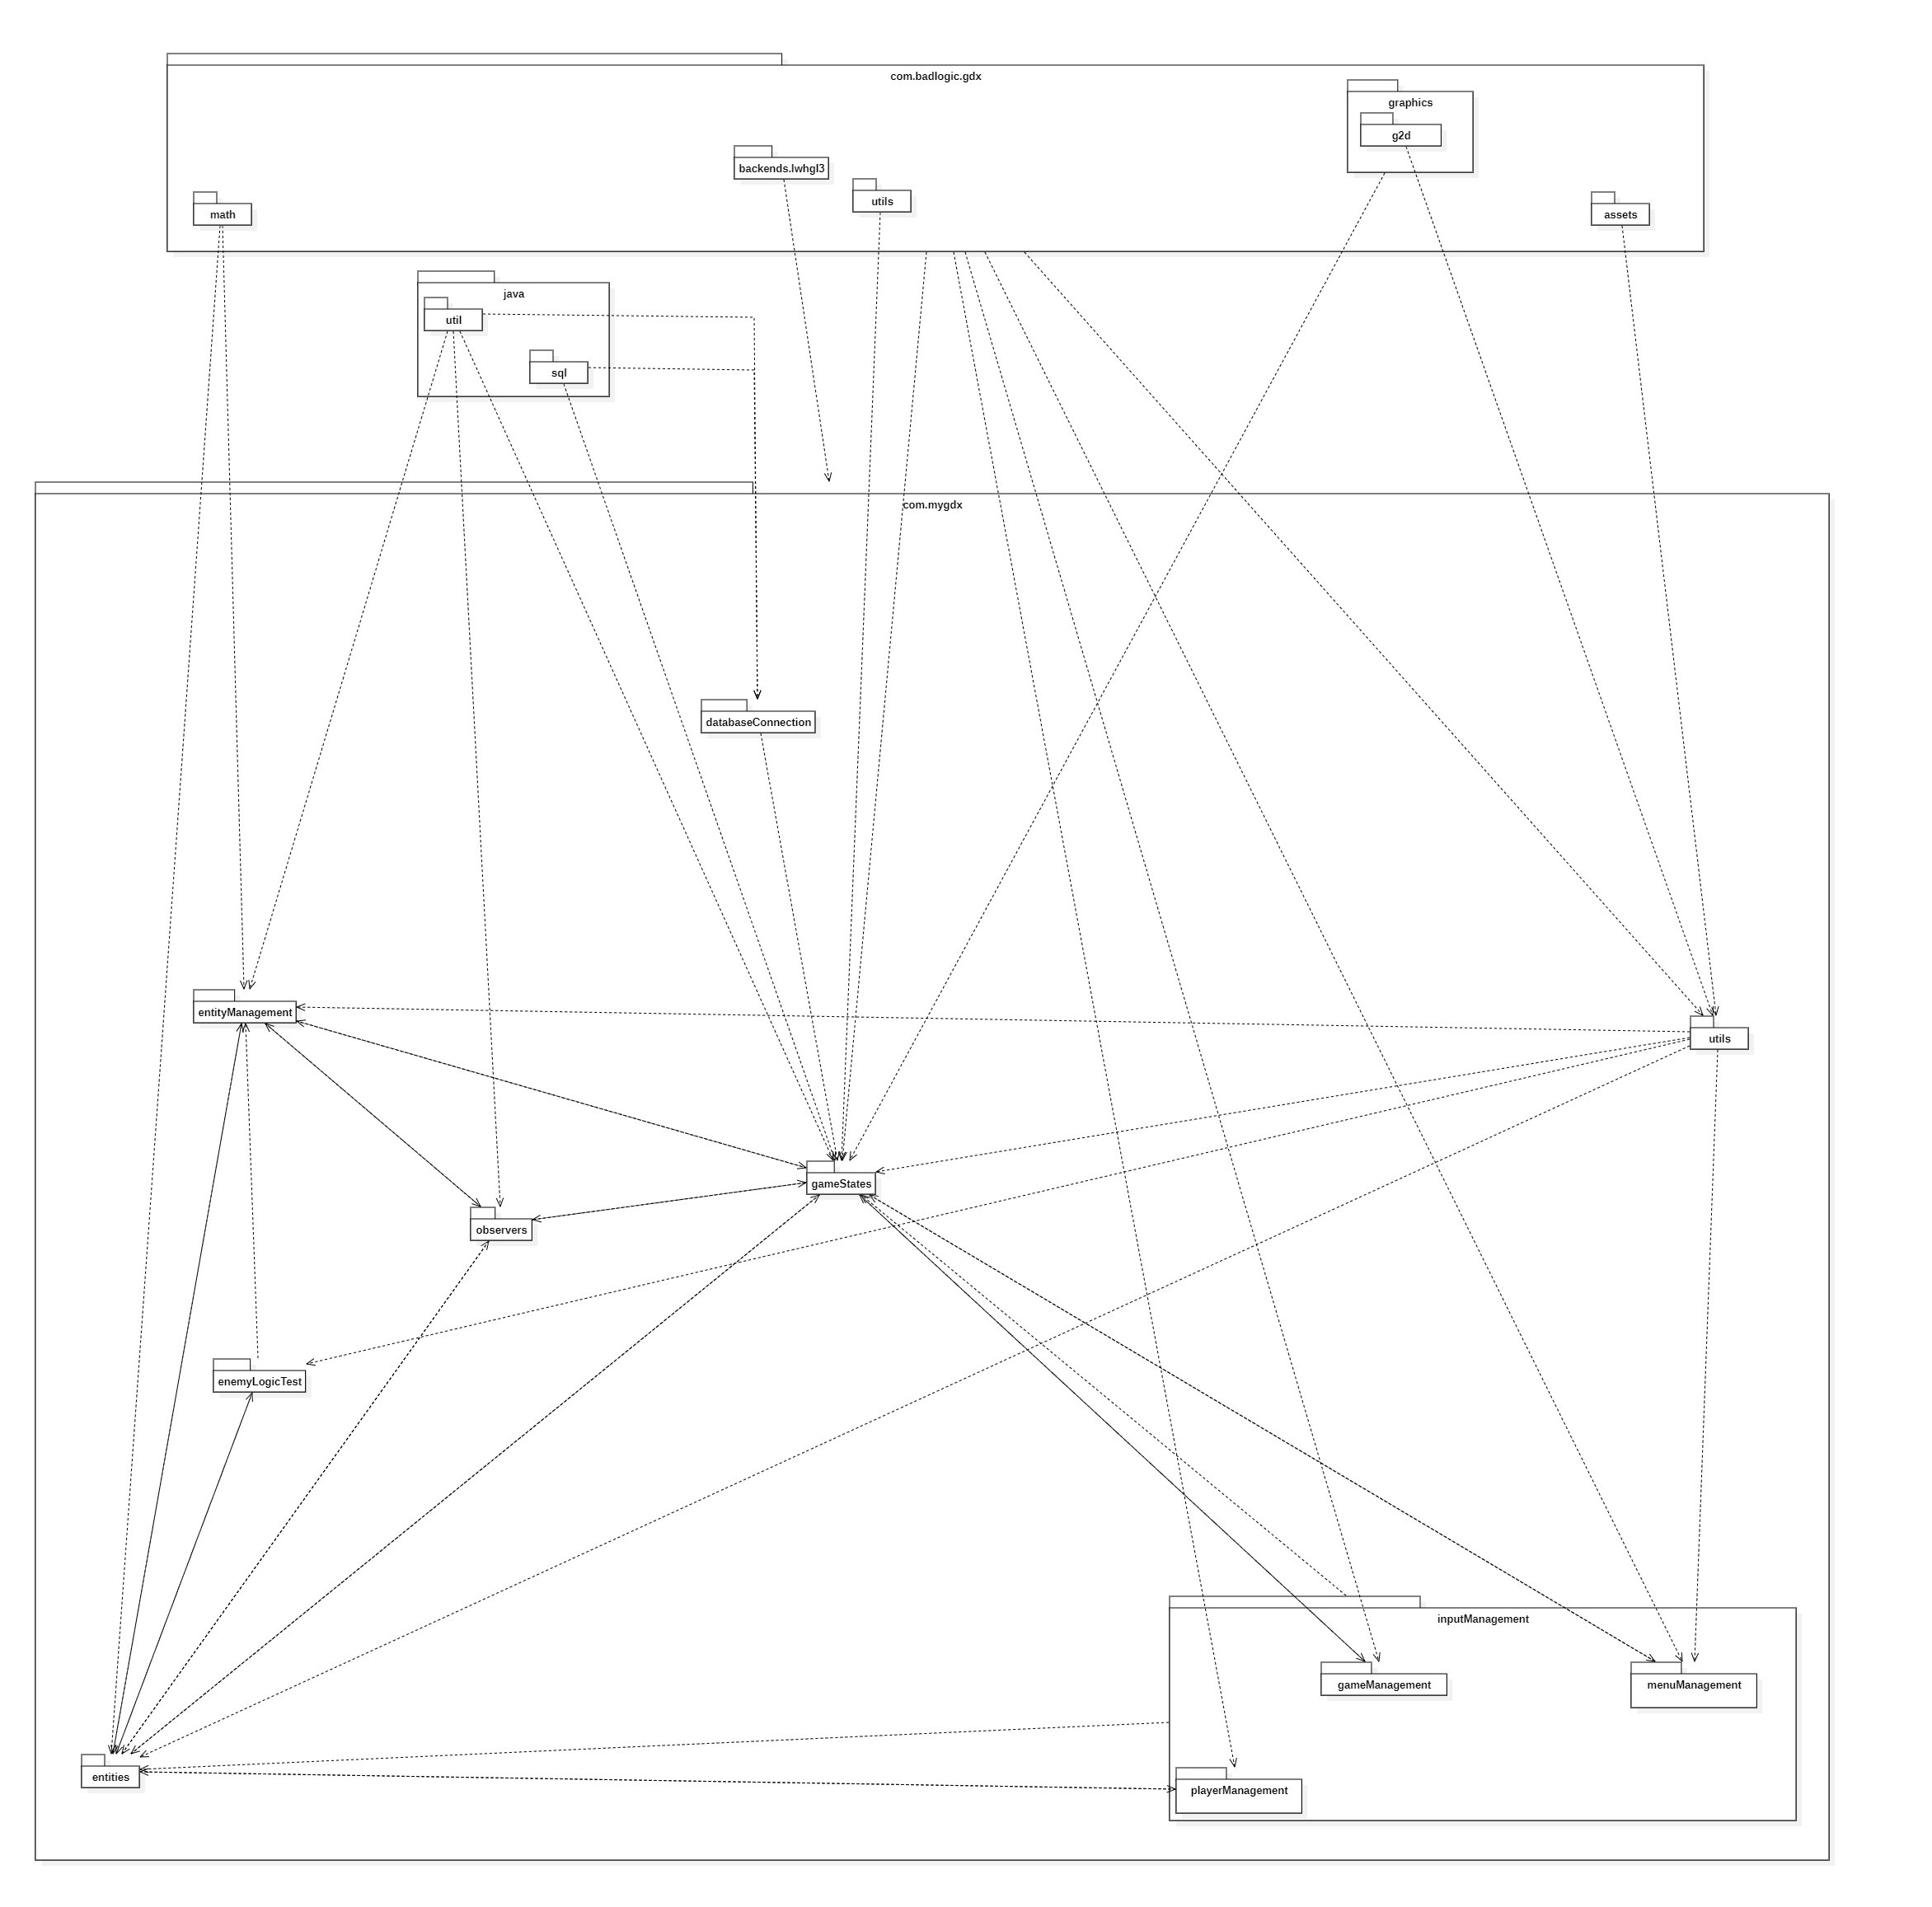 com.badlogic.gdx
graphics
g2d
backends.lwhgl3
utils
math
assets
java
util
sql
com.mygdx
databaseConnection
entityManagement
utils
gameStates
observers
enemyLogicTest
inputManagement
gameManagement
menuManagement
entities
playerManagement